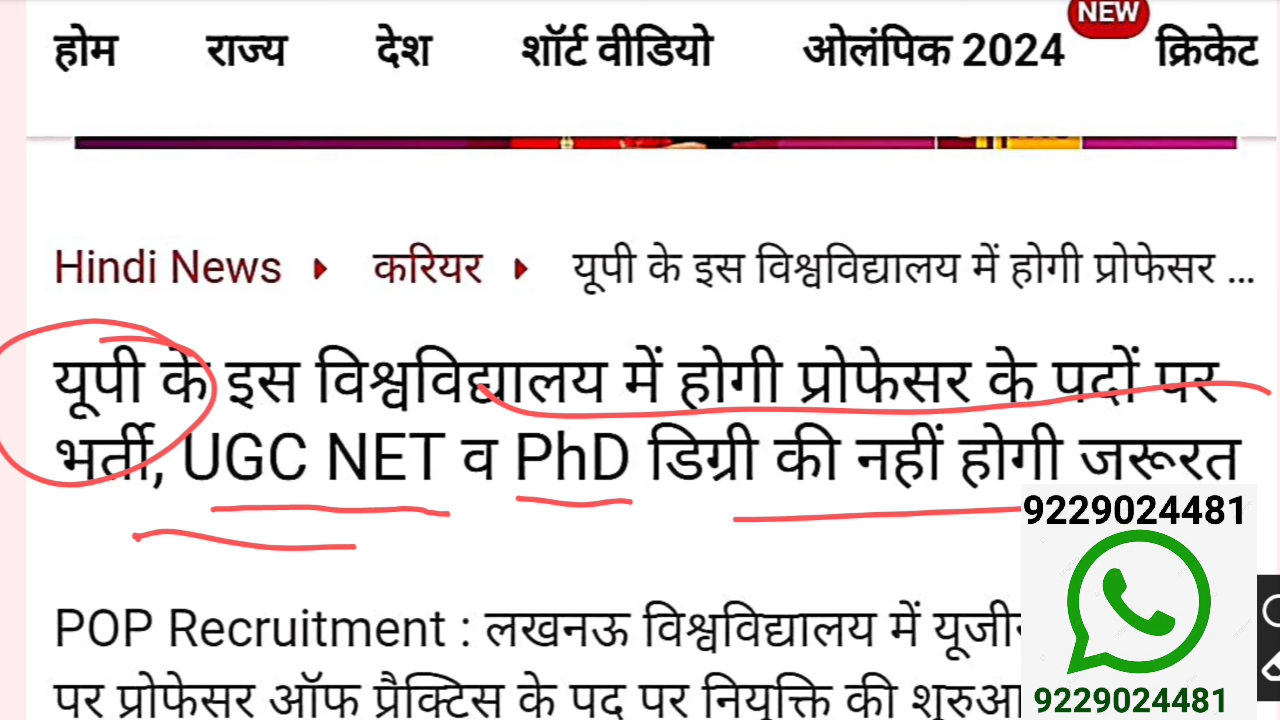 NEW
होम राज्य देश शॉर्ट वीडियो ओलंपिक 2024 क्रिकेट
Hindi News करियर यूपी के इस विश्वविद्यालय में होगी प्रोफेसर ...
यूपी के इस विश्वविद्यालय में होगी प्रोफेसर के पदों पर
भर्ती, UGC NET व PhD डिग्री की नहीं होगी जरूरत
9229024481
POP Recruitment : लखनऊ विश्वविद्यालय में
पर प्रोफेसर ऑफ प्रैक्टिस के पद पर नियुक्ति की
9229024481